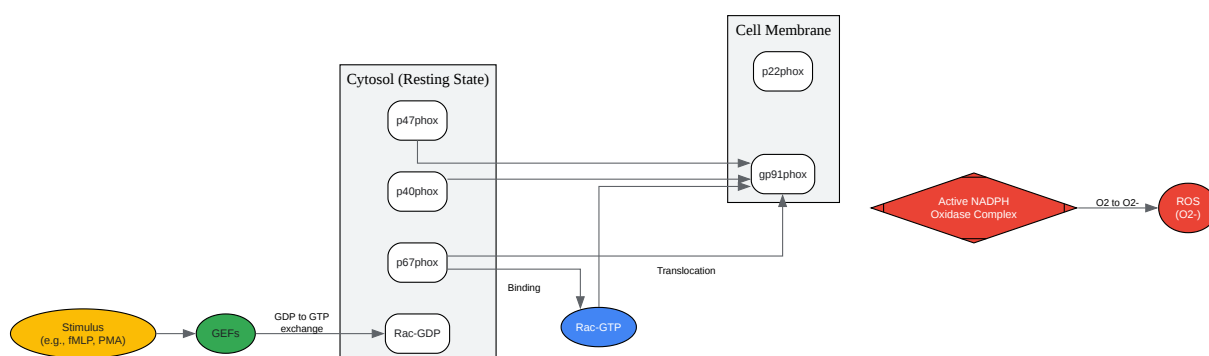 Cell Membrane
p22phox
Cytosol (Resting State)
p47phox
gp91phox
p40phox
Active NADPH
Oxidase Complex
O2 to O2-
ROS
(O2-)
p67phox
Translocation
Binding
GDP to GTP
exchange
Stimulus
(e.g., fMLP, PMA)
GEFs
Rac-GDP
Rac-GTP